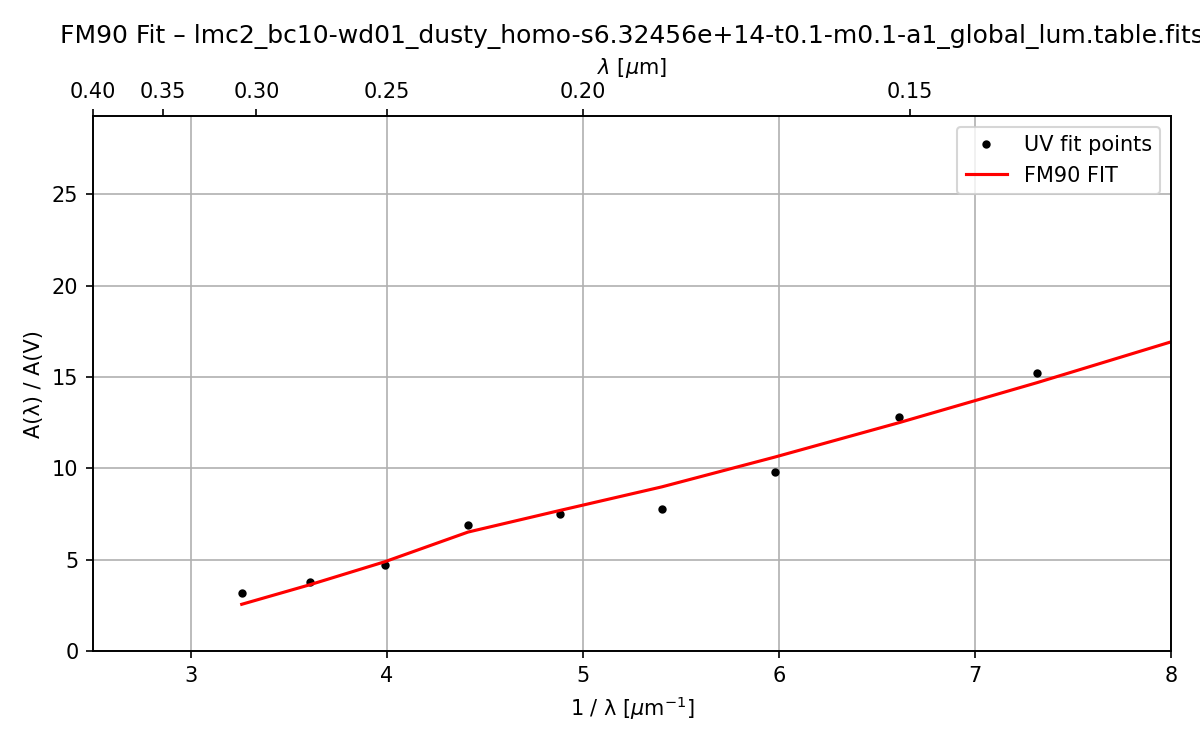 FM90 Fit – lmc2_bc10-wd01_dusty_homo-s6.32456e+14-t0.1-m0.1-a1_global_lum.table.fits
λ [μm]
0.40 0.35 0.30 0.25 0.20 0.15
UV fit points
FM90 FIT
25
20
15
10
5
0
A(λ) / A(V)
3 4 5 6 7 8
1 / λ [μm⁻¹]